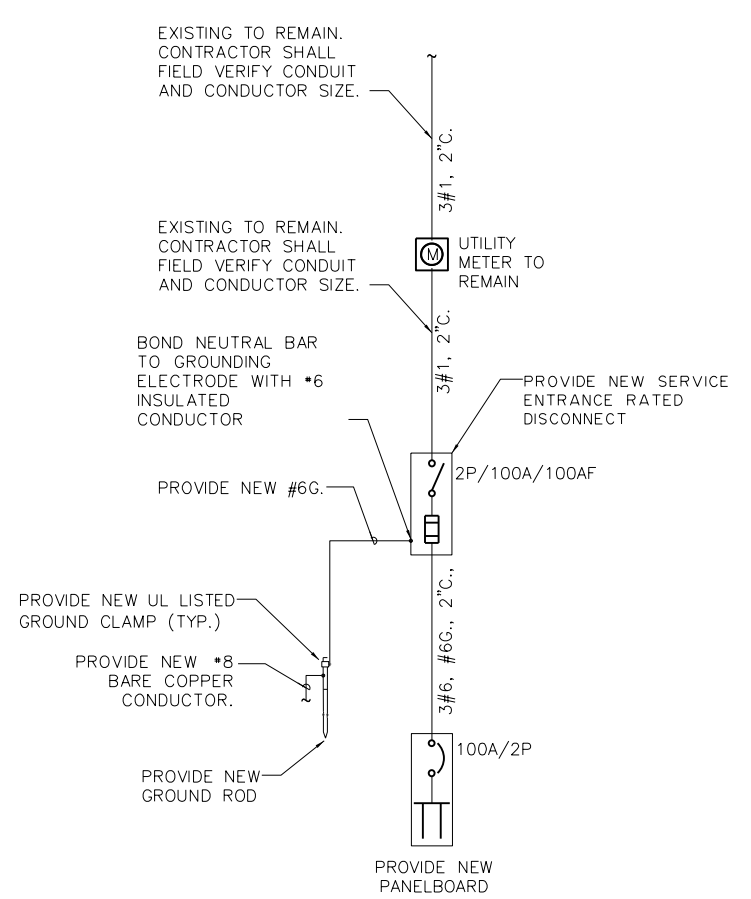 EXISTING TO REMAIN.
CONTRACTOR SHALL
FIELD VERIFY CONDUIT
AND CONDUCTOR SIZE.
3#1, 2"C.
EXISTING TO REMAIN.
CONTRACTOR SHALL
FIELD VERIFY CONDUIT
AND CONDUCTOR SIZE.
M
UTILITY
METER TO
REMAIN
3#1, 2"C.
BOND NEUTRAL BAR
TO GROUNDING
ELECTRODE WITH #6
INSULATED
CONDUCTOR
PROVIDE NEW SERVICE
ENTRANCE RATED
DISCONNECT
2P/100A/100AF
PROVIDE NEW #6G.
3#6, #6G., 2"C.,
PROVIDE NEW UL LISTED
GROUND CLAMP (TYP.)
PROVIDE NEW #8
BARE COPPER
CONDUCTOR.
PROVIDE NEW
GROUND ROD
100A/2P
PROVIDE NEW
PANELBOARD